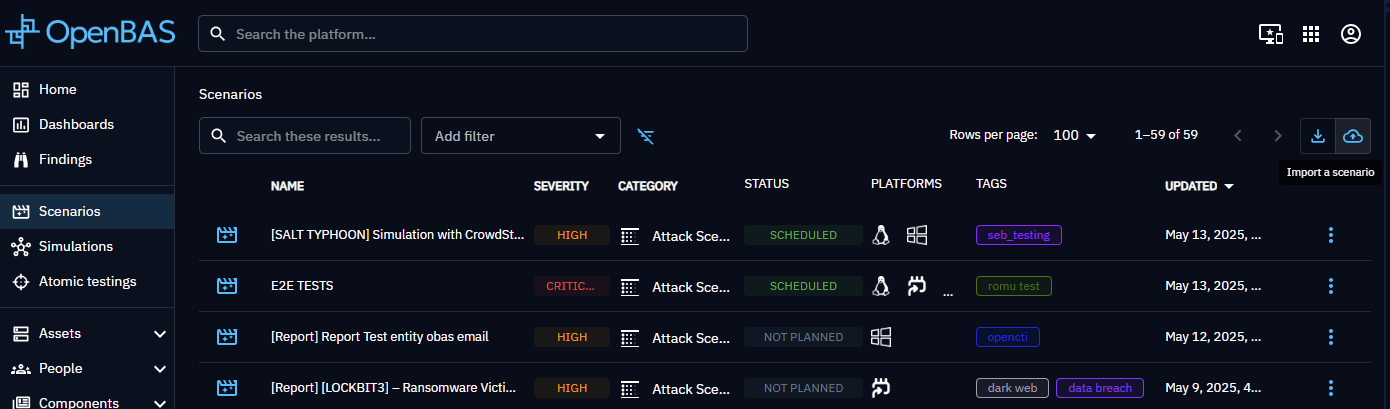 OpenBAS
Search the platform...
Home
Dashboards
Findings
Scenarios
Simulations
Atomic testings
Assets
People
Components
Scenarios
Search these results...
Add filter
Rows per page: 100
1–59 of 59
Import a scenario
NAME SEVERITY CATEGORY STATUS PLATFORMS TAGS UPDATED
[SALT TYPHOON] Simulation with CrowdSt... HIGH Attack Sce... SCHEDULED seb_testing May 13, 2025, ...
E2E TESTS CRITIC... Attack Sce... SCHEDULED ... romu test May 13, 2025, ...
[Report] Report Test entity obas email HIGH Attack Sce... NOT PLANNED opencti May 12, 2025, ...
[Report] [LOCKBIT3] – Ransomware Victi... HIGH Attack Sce... NOT PLANNED dark web data breach May 9, 2025, 4...